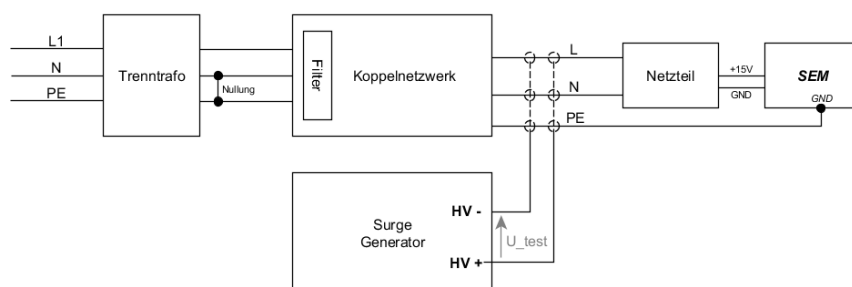 L1
N
PE
Trenntrafo
Nullung
Filter
Koppelnetzwerk
L
N
PE
Netzteil
+15V
GND
SEM
GND
Surge
Generator
HV -
HV +
U_test